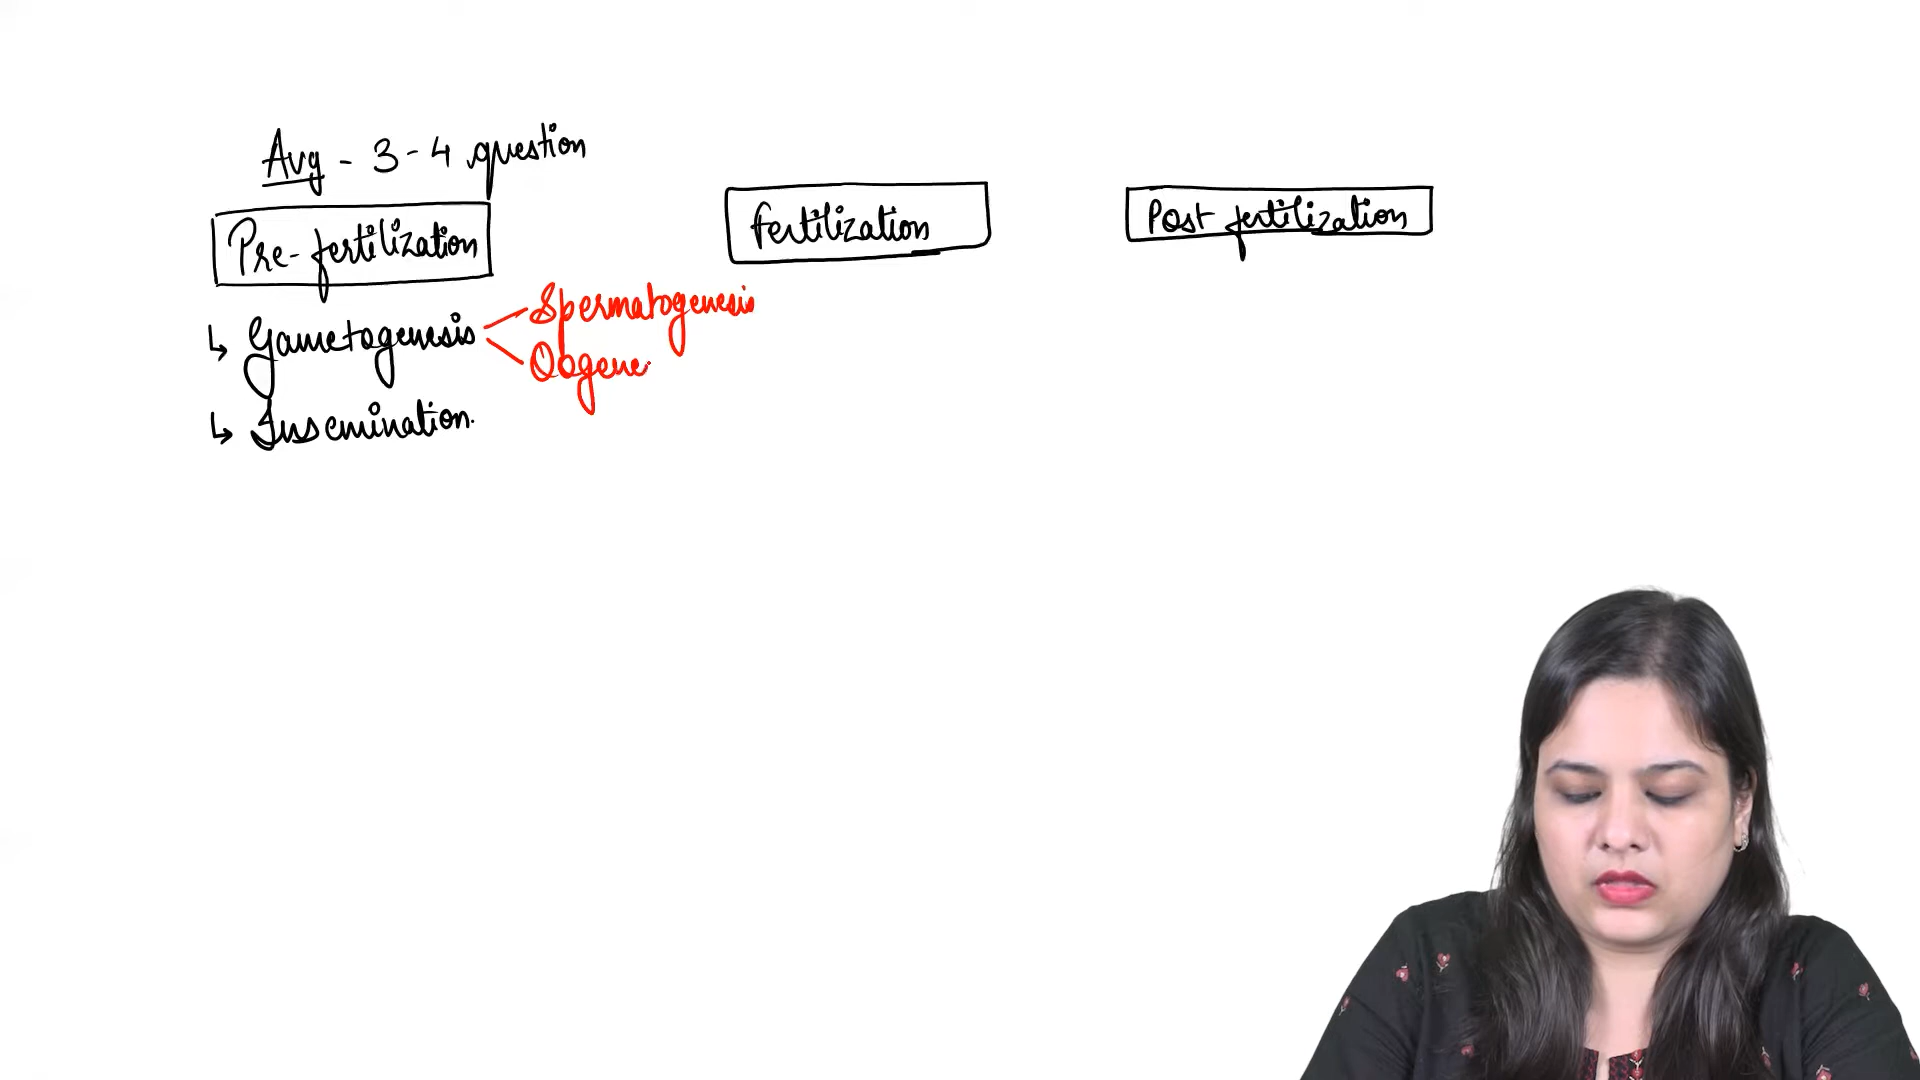 Avg - 3-4 question
Pre-fertilization
Fertilization
Post fertilization
↳ Gametogenesis
Spermatogenesis
Oogene
↳ Insemination.